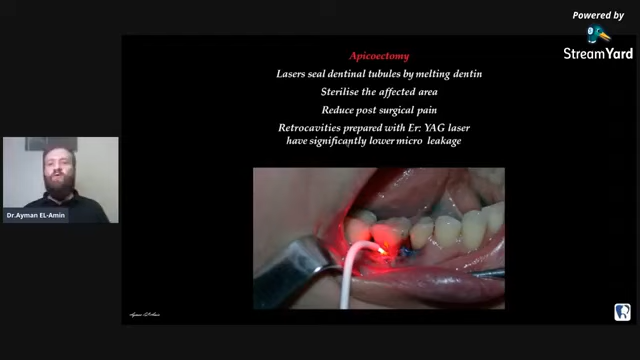 Powered by
StreamYard
Apicoectomy
Lasers seal dentinal tubules by melting dentin
Sterilise the affected area
Reduce post surgical pain
Retrocavities prepared with Er: YAG laser
have significantly lower micro leakage
Dr.Ayman EL-Amin